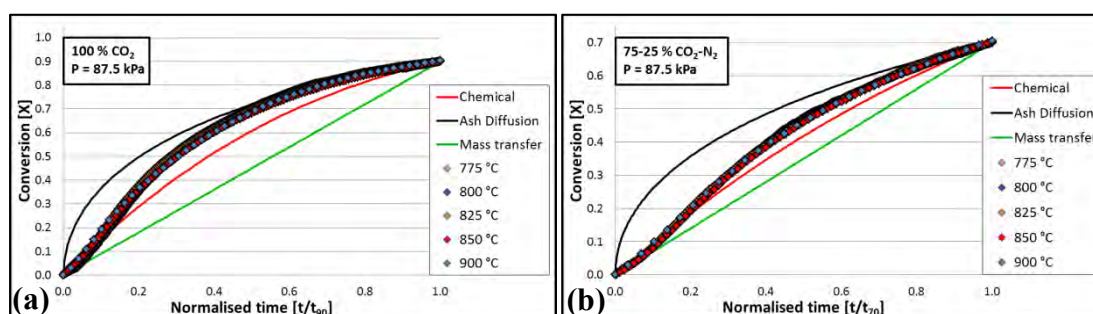 100 % CO₂
P = 87.5 kPa
Conversion [X]
1.0
0.9
0.8
0.7
0.6
0.5
0.4
0.3
0.2
0.1
0.0
0.0
0.2
0.4
0.6
0.8
1.0
Normalised time [t/t₉₀]
Chemical
Ash Diffusion
Mass transfer
775 °C
800 °C
825 °C
850 °C
900 °C
(a)
75-25 % CO₂-N₂
P = 87.5 kPa
Conversion [X]
0.7
0.6
0.5
0.4
0.3
0.2
0.1
0.0
0.0
0.2
0.4
0.6
0.8
1.0
Normalised time [t/t₇₀]
Chemical
Ash Diffusion
Mass transfer
775 °C
800 °C
825 °C
850 °C
900 °C
(b)